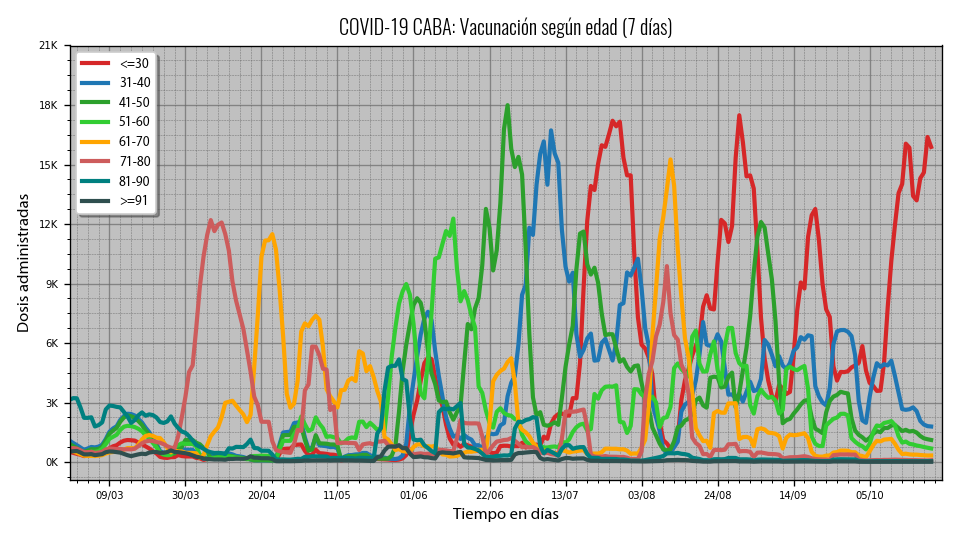 COVID-19 CABA: Vacunación según edad (7 días)
21K
18K
15K
12K
9K
6K
3K
0K
Dosis administradas
<=30
31-40
41-50
51-60
61-70
71-80
81-90
>=91
09/03 30/03 20/04 11/05 01/06 22/06 13/07 03/08 24/08 14/09 05/10
Tiempo en días